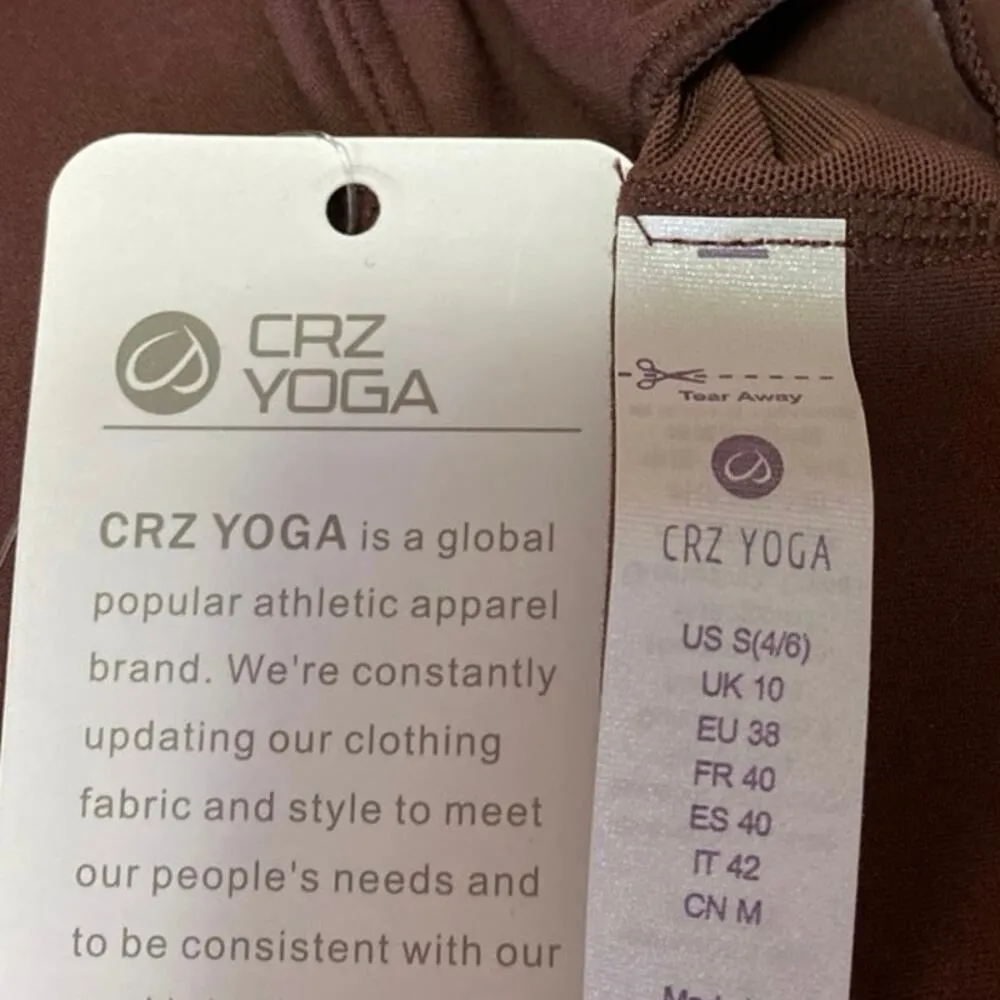 CRZ
YOGA
CRZ YOGA is a global
popular athletic apparel
brand. We're constantly
updating our clothing
fabric and style to meet
our people's needs and
to be consistent with our
Tear Away
CRZ YOGA
US S(4/6)
UK 10
EU 38
FR 40
ES 40
IT 42
CN M